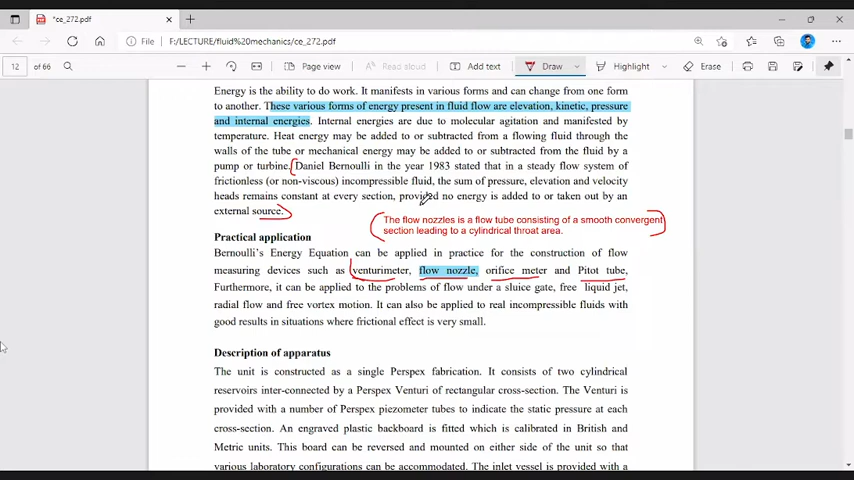 *ce_272.pdf
File
F:/LECTURE/fluid%20mechanics/ce_272.pdf
12 of 66
Page view
Read aloud
Add text
Draw
Highlight
Erase
Share
Energy is the ability to do work. It manifests in various forms and can change from one form
to another. These various forms of energy present in fluid flow are elevation, kinetic, pressure
and internal energies. Internal energies are due to molecular agitation and manifested by
temperature. Heat energy may be added to or subtracted from a flowing fluid through the
walls of the tube or mechanical energy may be added to or subtracted from the fluid by a
pump or turbine. Daniel Bernoulli in the year 1983 stated that in a steady flow system of
frictionless (or non-viscous) incompressible fluid, the sum of pressure, elevation and velocity
heads remains constant at every section, provided no energy is added to or taken out by an
external source.
The flow nozzles is a flow tube consisting of a smooth convergent
section leading to a cylindrical throat area.
Practical application
Bernoulli's Energy Equation can be applied in practice for the construction of flow
measuring devices such as venturimeter, flow nozzle, orifice meter and Pitot tube,
Furthermore, it can be applied to the problems of flow under a sluice gate, free liquid jet,
radial flow and free vortex motion. It can also be applied to real incompressible fluids with
good results in situations where frictional effect is very small.
Description of apparatus
The unit is constructed as a single Perspex fabrication. It consists of two cylindrical
reservoirs inter-connected by a Perspex Venturi of rectangular cross-section. The Venturi is
provided with a number of Perspex piezometer tubes to indicate the static pressure at each
cross-section. An engraved plastic backboard is fitted which is calibrated in British and
Metric units. This board can be reversed and mounted on either side of the unit so that
various laboratory configurations can be accommodated. The inlet vessel is provided with a